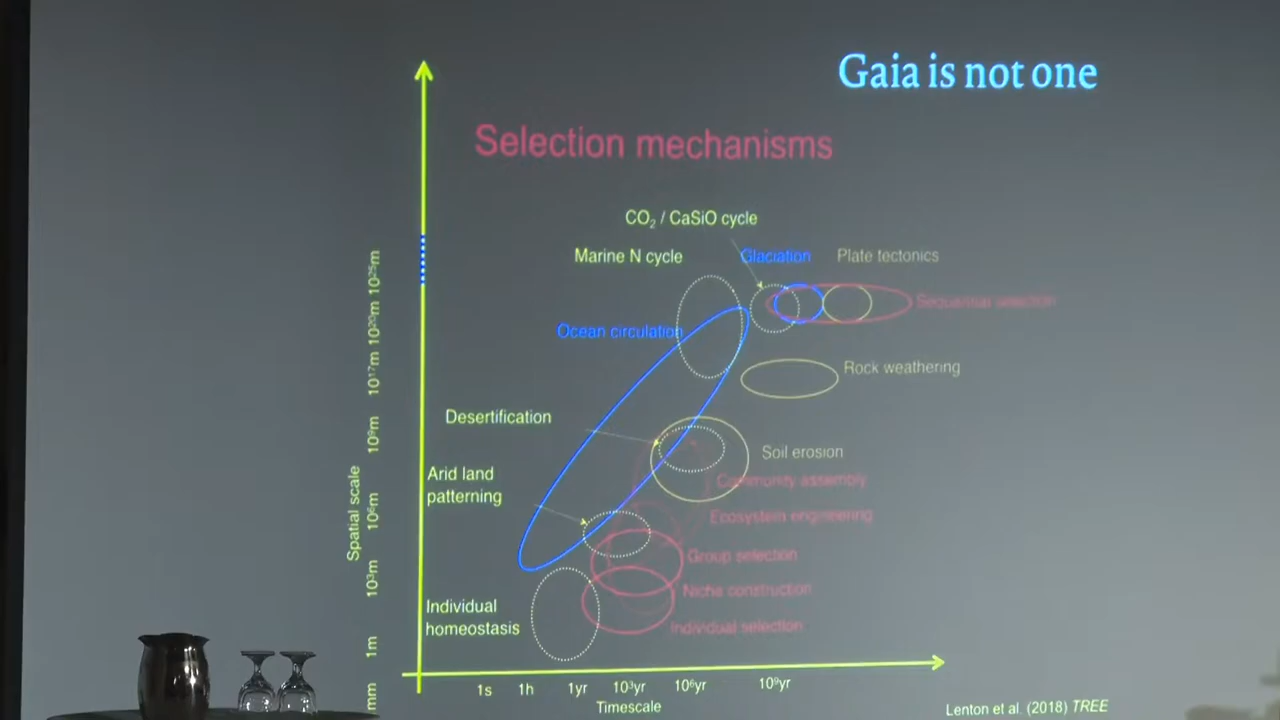 Gaia is not one
Selection mechanisms
CO₂ / CaSiO cycle
Marine N cycle
Glaciation
Plate tectonics
Sequential selection
Ocean circulation
Rock weathering
Desertification
Soil erosion
Arid land
patterning
Community assembly
Ecosystem engineering
Group selection
Niche construction
Individual
homeostasis
Individual selection
Spatial scale
mm 1m 10³m 10⁶m 10⁹m 10¹⁷m 10²⁰m 10²⁵m
1s 1h 1yr 10³yr 10⁶yr 10⁹yr
Timescale
Lenton et al. (2018) TREE